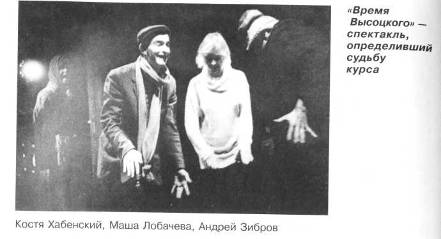 «Время
Высоцкого» —
спектакль,
определивший
судьбу
курса
Костя Хабенский, Маша Лобачева, Андрей Зибров